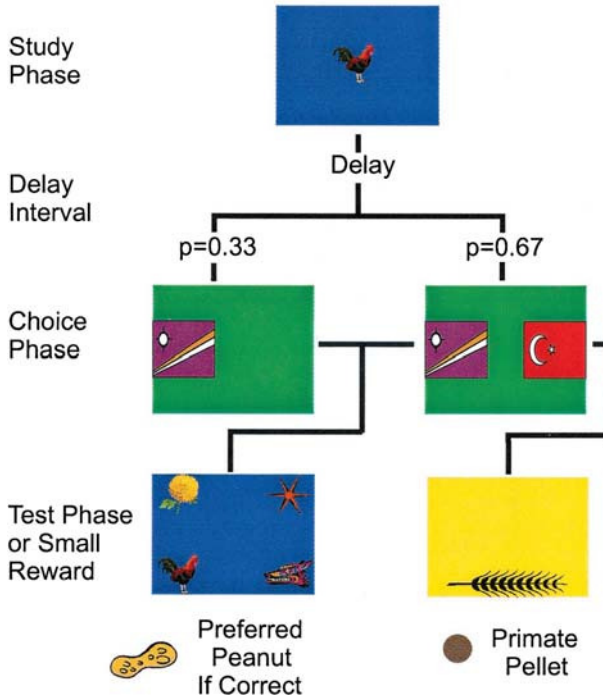 Study
Phase
Delay
Delay
Interval
p=0.33
p=0.67
Choice
Phase
Test Phase
or Small
Reward
Preferred
Peanut
If Correct
Primate
Pellet